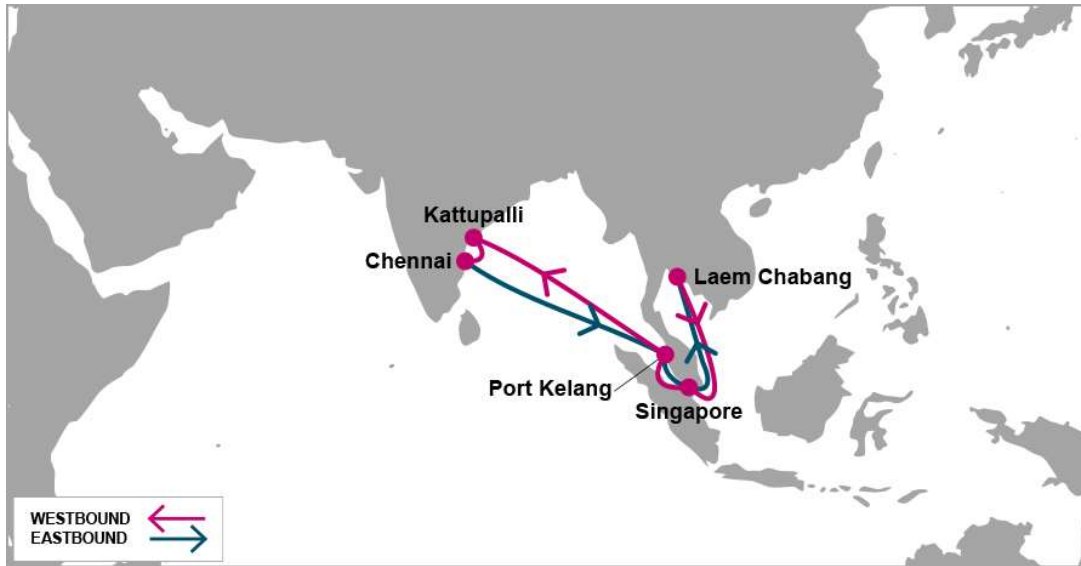 Kattupalli
Chennai
Laem Chabang
Port Kelang
Singapore
WESTBOUND
EASTBOUND